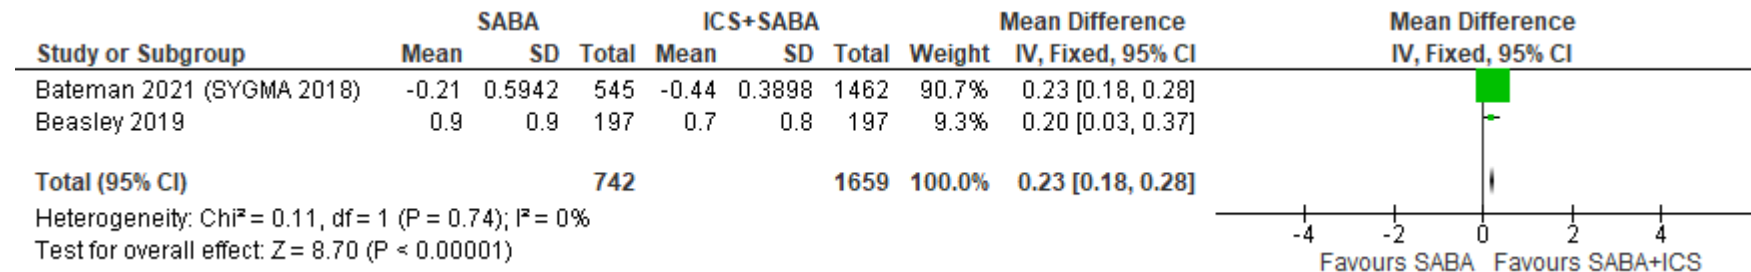 SABA ICS+SABA Mean Difference Mean Difference
Study or Subgroup Mean SD Total Mean SD Total Weight IV, Fixed, 95% CI IV, Fixed, 95% CI
Bateman 2021 (SYGMA 2018) -0.21 0.5942 545 -0.44 0.3898 1462 90.7% 0.23 [0.18, 0.28]
Beasley 2019 0.9 0.9 197 0.7 0.8 197 9.3% 0.20 [0.03, 0.37]
Total (95% CI) 742 1659 100.0% 0.23 [0.18, 0.28]
Heterogeneity: Chi² = 0.11, df = 1 (P = 0.74); I² = 0%
Test for overall effect: Z = 8.70 (P < 0.00001)
-4 -2 0 2 4
Favours SABA Favours SABA+ICS